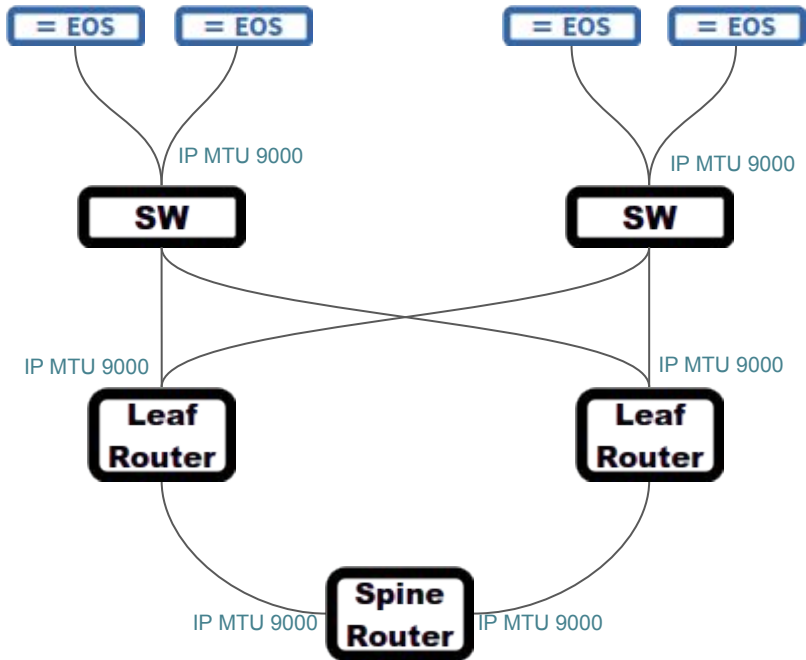 = EOS
= EOS
= EOS
= EOS
IP MTU 9000
IP MTU 9000
SW
SW
IP MTU 9000
IP MTU 9000
Leaf
Router
Leaf
Router
IP MTU 9000
Spine
Router
IP MTU 9000